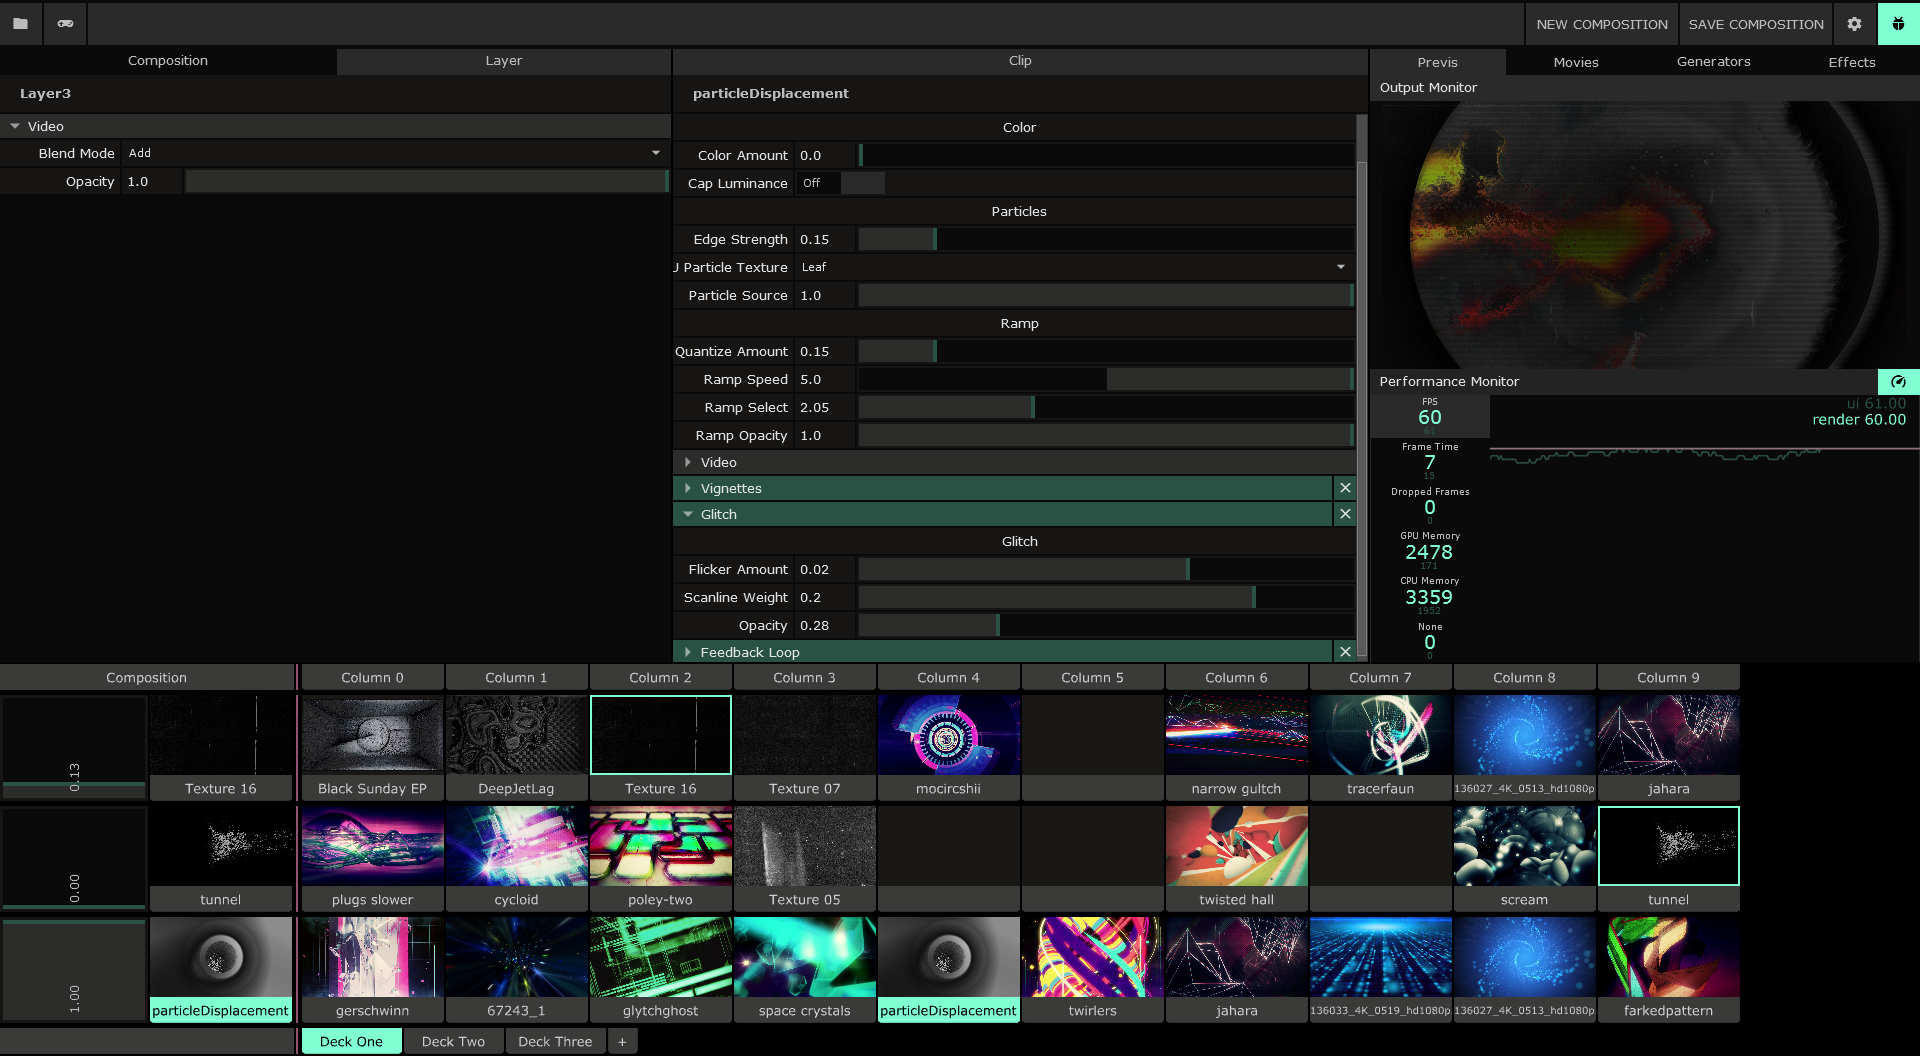 NEW COMPOSITION SAVE COMPOSITION
Composition Layer Clip Previs Movies Generators Effects
Layer3
Video
Blend Mode Add
Opacity 1.0
particleDisplacement
Color
Color Amount 0.0
Cap Luminance Off
Particles
Edge Strength 0.15
J Particle Texture Leaf
Particle Source 1.0
Ramp
Quantize Amount 0.15
Ramp Speed 5.0
Ramp Select 2.05
Ramp Opacity 1.0
Video
Vignettes
Glitch
Glitch
Flicker Amount 0.02
Scanline Weight 0.2
Opacity 0.28
Feedback Loop
Output Monitor
Performance Monitor
FPS
60
61
ui 61.00
render 60.00
Frame Time
7
15
Dropped Frames
0
0
GPU Memory
2478
171
CPU Memory
3359
1952
None
0
0
Composition Column 0 Column 1 Column 2 Column 3 Column 4 Column 5 Column 6 Column 7 Column 8 Column 9
0.13
Texture 16 Black Sunday EP DeepJetLag Texture 16 Texture 07 mocircshii narrow gultch tracerfaun 136027_4K_0513_hd1080p jahara
0.00
tunnel plugs slower cycloid poley-two Texture 05 twisted hall scream tunnel
1.00
particleDisplacement gerschwinn 67243_1 glytchghost space crystals particleDisplacement twirlers jahara 136033_4K_0519_hd1080p 136027_4K_0513_hd1080p farkedpattern
Deck One Deck Two Deck Three +